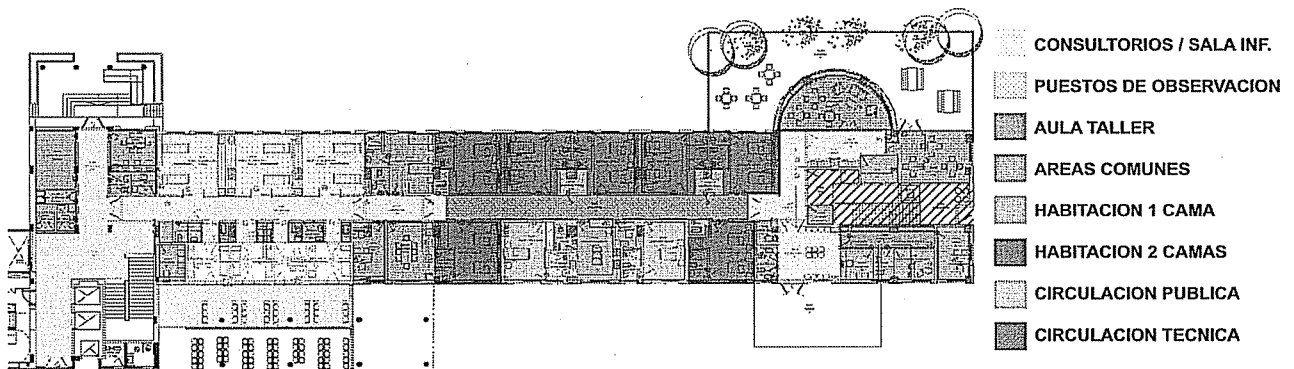 CONSULTORIOS / SALA INF.
PUESTOS DE OBSERVACION
AULA TALLER
AREAS COMUNES
HABITACION 1 CAMA
HABITACION 2 CAMAS
CIRCULACION PUBLICA
CIRCULACION TECNICA